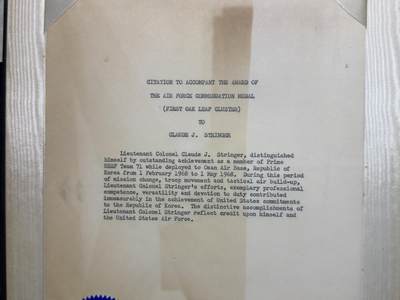 CITATION TO ACCOMPANY THE AWARD OF
THE AIR FORCE COMMENDATION MEDAL
(FIRST OAK LEAF CLUSTER)
TO
CLAUDE J. STRINGER
Lieutenant Colonel Claude J. Stringer, distinguished
himself by outstanding achievement as a member of Prime
BEEF Team 71 while deployed to Osan Air Base, Republic of
Korea from 1 February 1968 to 1 May 1968. During this period
of mission change, troop movement and tactical air build-up,
Lieutenant Colonel Stringer's efforts, exemplary professional
competence, versatility and devotion to duty contributed
immeasurably in the achievement of United States commitments
to the Republic of Korea. The distinctive accomplishments of
Lieutenant Colonel Stringer reflect credit upon himself and
the United States Air Force.